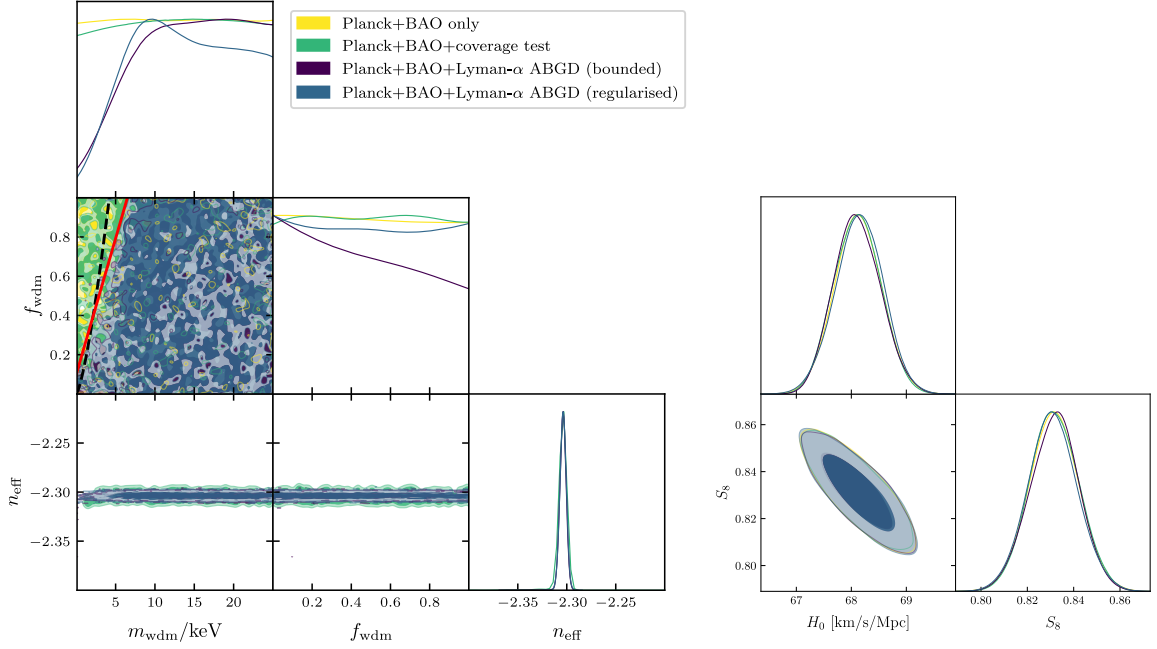 Planck+BAO only
Planck+BAO+coverage test
Planck+BAO+Lyman-α ABGD (bounded)
Planck+BAO+Lyman-α ABGD (regularised)
0.8
0.6
0.4
0.2
f_wdm
−2.25
−2.30
−2.35
n_eff
5 10 15 20
m_wdm/keV
0.2 0.4 0.6 0.8
f_wdm
−2.35 −2.30 −2.25
n_eff
0.86
0.84
0.82
0.80
S_8
67 68 69
H_0 [km/s/Mpc]
0.80 0.84 0.86
S_8